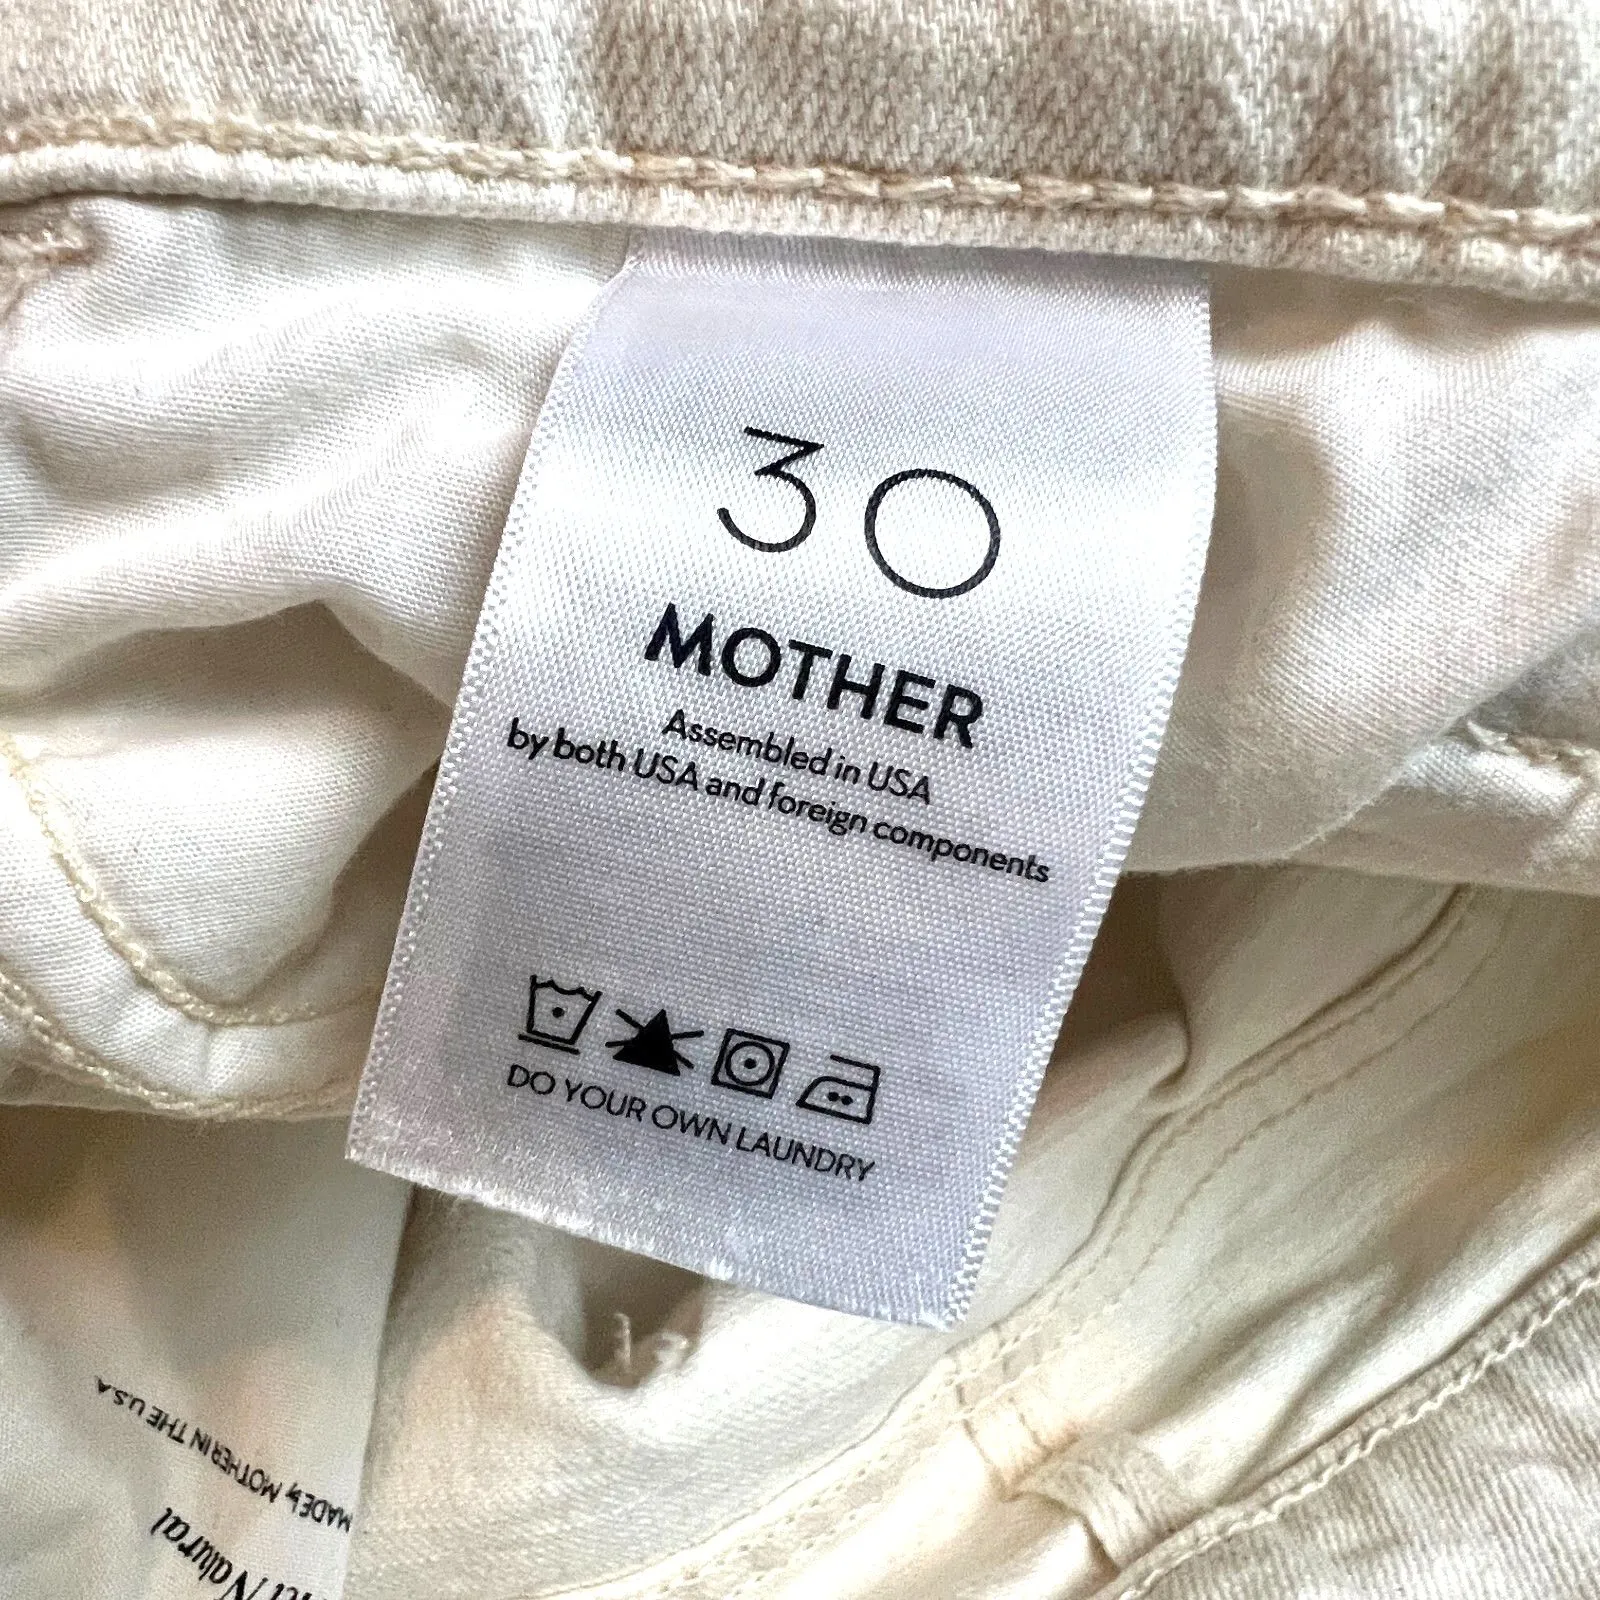 30
MOTHER
Assembled in USA
by both USA and foreign components
DO YOUR OWN LAUNDRY
MADE by MOTHER IN THE U.S.A
Natural